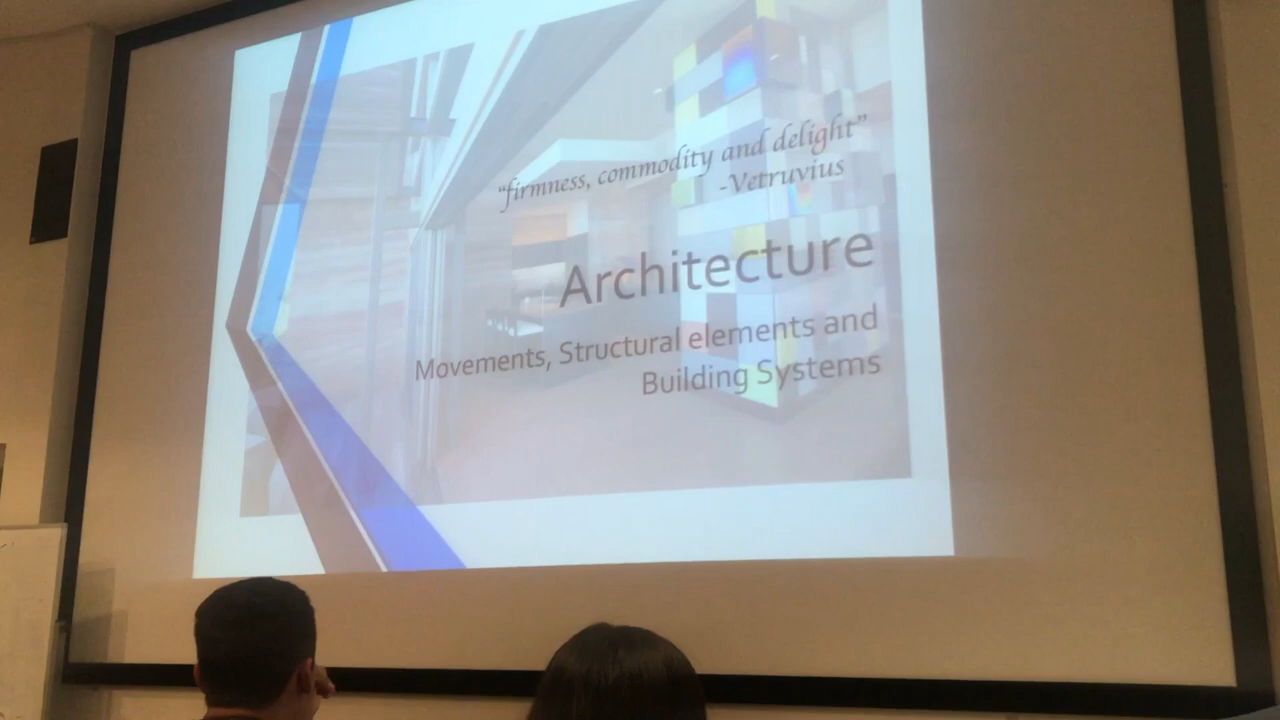 “firmness, commodity and delight”
-Vetruvius
Architecture
Movements, Structural elements and
Building Systems